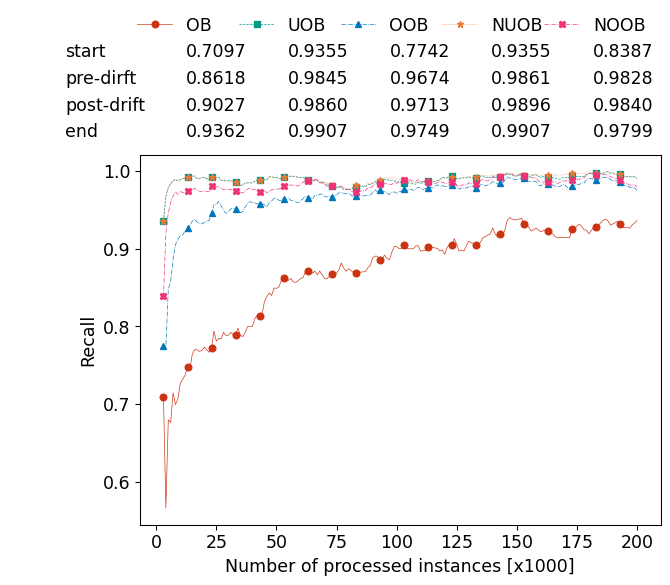 OB UOB OOB NUOB NOOB
start 0.7097 0.9355 0.7742 0.9355 0.8387
pre-dirft 0.8618 0.9845 0.9674 0.9861 0.9828
post-drift 0.9027 0.9860 0.9713 0.9896 0.9840
end 0.9362 0.9907 0.9749 0.9907 0.9799
1.0
0.9
0.8
0.7
0.6
Recall
0 25 50 75 100 125 150 175 200
Number of processed instances [x1000]